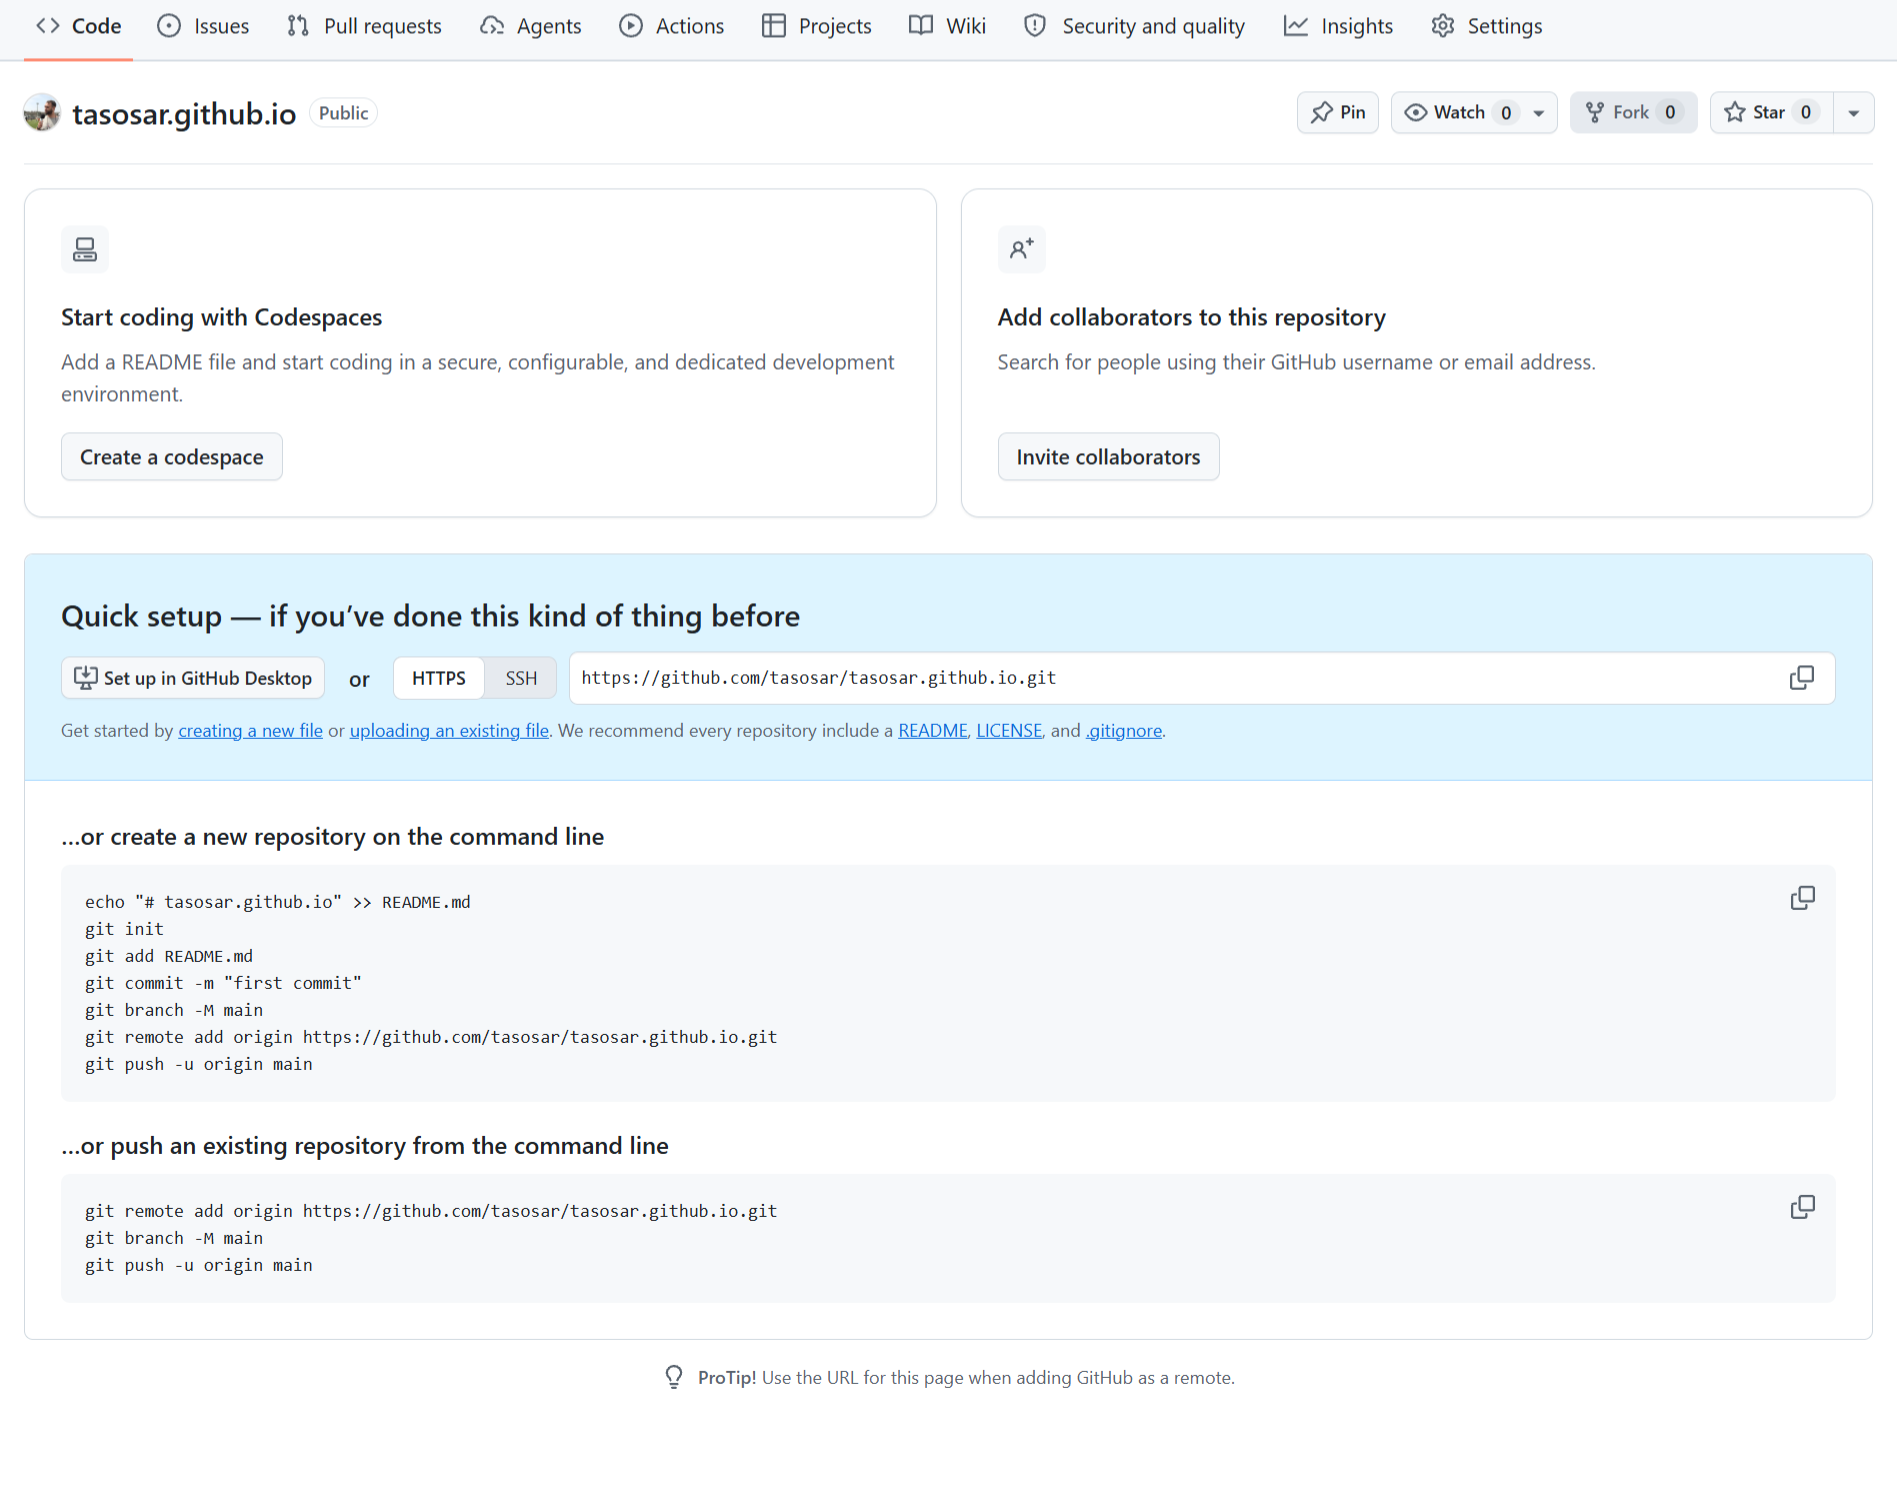 Code Issues Pull requests Agents Actions Projects Wiki Security and quality Insights Settings
tasosar.github.io Public Pin Watch 0 Fork 0 Star 0
Start coding with Codespaces
Add a README file and start coding in a secure, configurable, and dedicated development
environment.
Create a codespace
Add collaborators to this repository
Search for people using their GitHub username or email address.
Invite collaborators
Quick setup — if you’ve done this kind of thing before
Set up in GitHub Desktop or HTTPS SSH https://github.com/tasosar/tasosar.github.io.git
Get started by creating a new file or uploading an existing file. We recommend every repository include a README, LICENSE, and .gitignore.
…or create a new repository on the command line
echo "# tasosar.github.io" >> README.md
git init
git add README.md
git commit -m "first commit"
git branch -M main
git remote add origin https://github.com/tasosar/tasosar.github.io.git
git push -u origin main
…or push an existing repository from the command line
git remote add origin https://github.com/tasosar/tasosar.github.io.git
git branch -M main
git push -u origin main
ProTip! Use the URL for this page when adding GitHub as a remote.